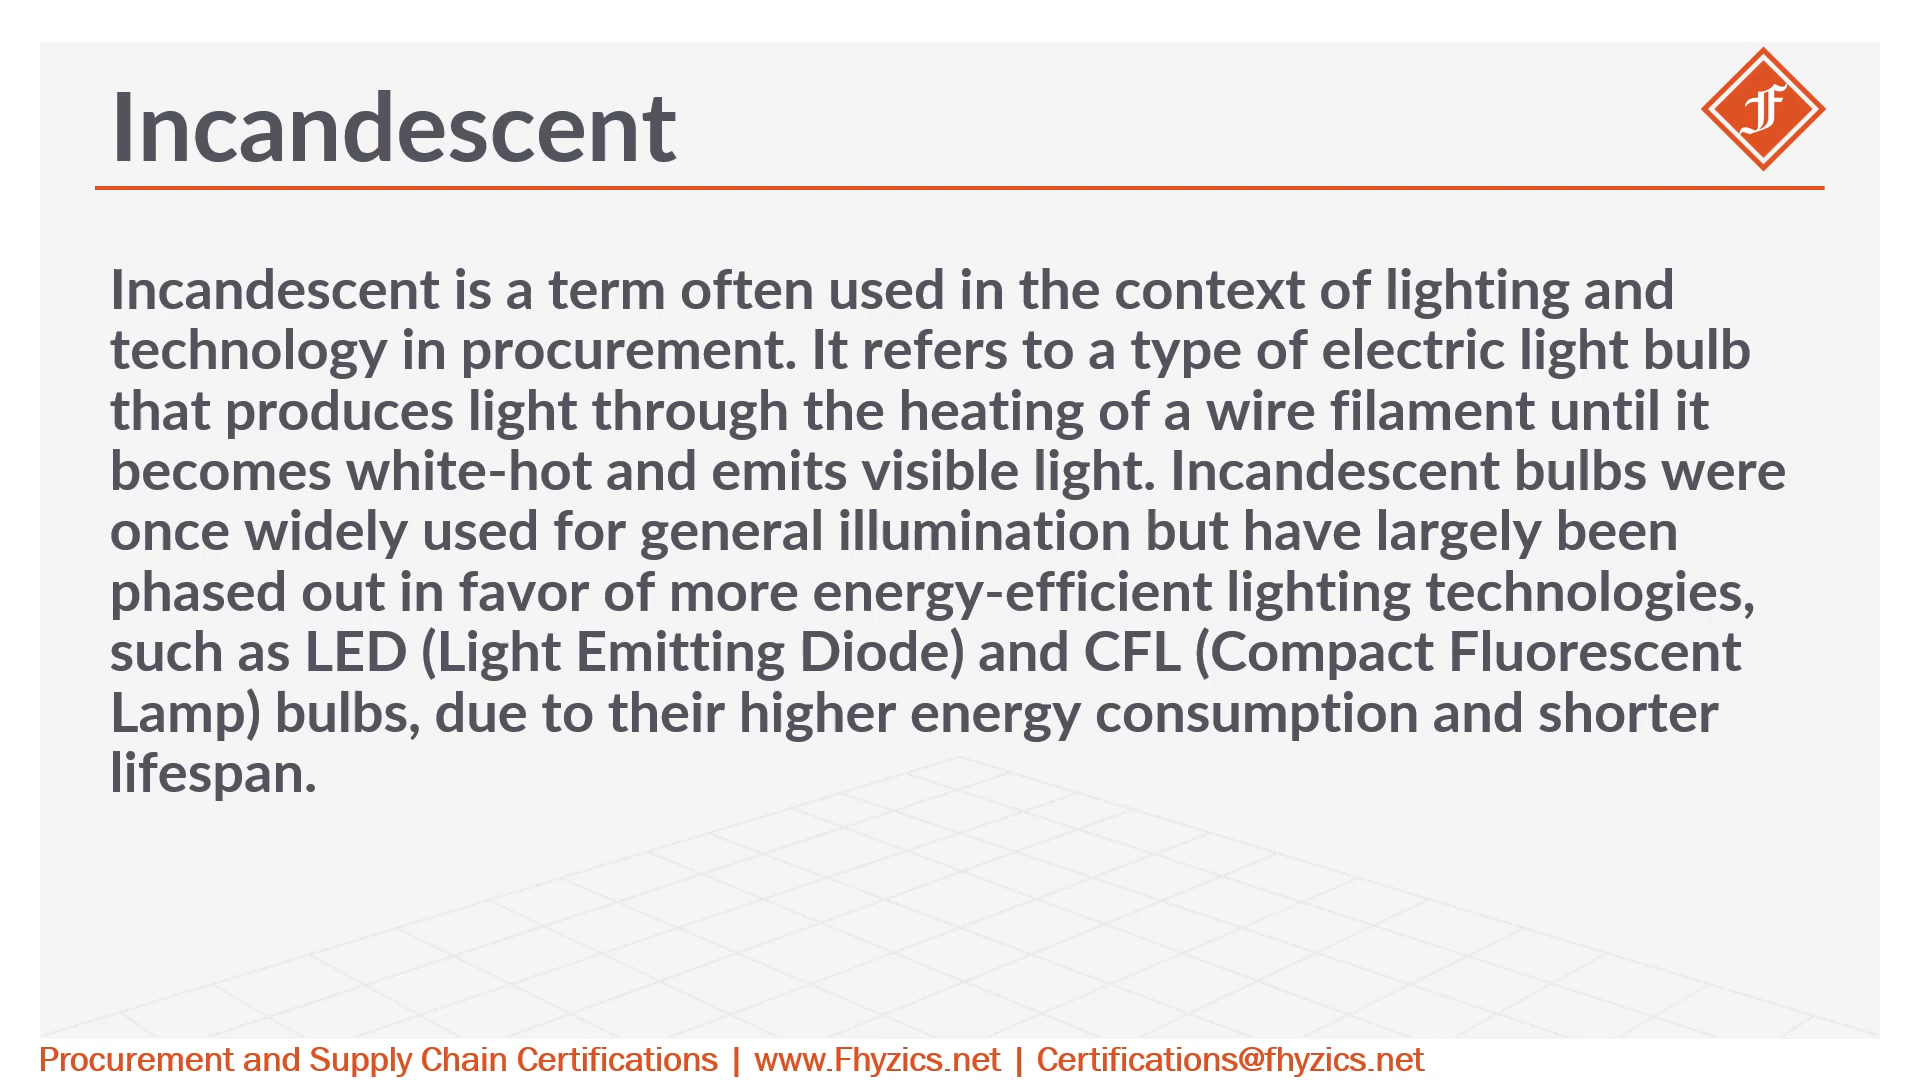 Incandescent
Incandescent is a term often used in the context of lighting and
technology in procurement. It refers to a type of electric light bulb
that produces light through the heating of a wire filament until it
becomes white-hot and emits visible light. Incandescent bulbs were
once widely used for general illumination but have largely been
phased out in favor of more energy-efficient lighting technologies,
such as LED (Light Emitting Diode) and CFL (Compact Fluorescent
Lamp) bulbs, due to their higher energy consumption and shorter
lifespan.
Procurement and Supply Chain Certifications | www.Fhyzics.net | Certifications@fhyzics.net